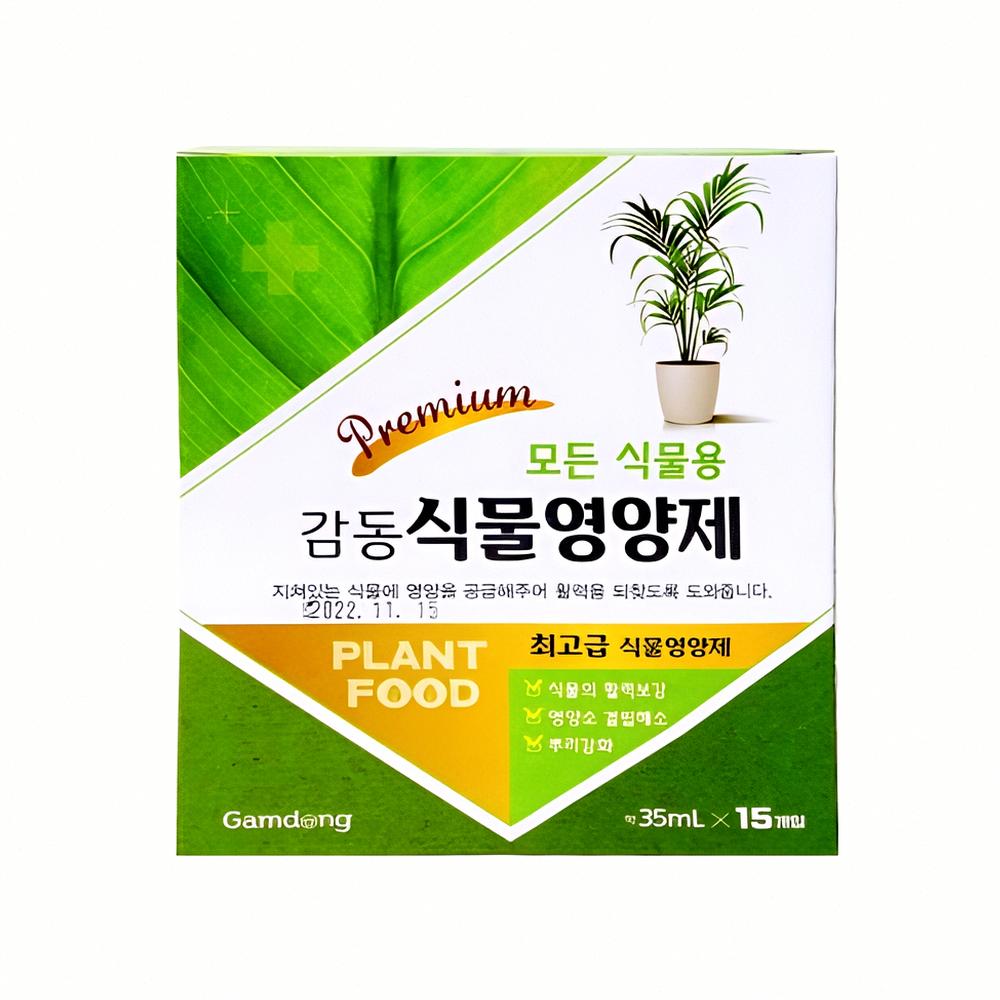 Premium
모든 식물용
감동 식물영양제
지쳐있는 식물에 영양을 공급해주어 활력을 되찾도록 도와줍니다.
2022. 11. 15
PLANT
FOOD
최고급 식물영양제
식물의 활력보강
영양소 결핍해소
뿌리강화
Gamdong
약 35mL × 15개입